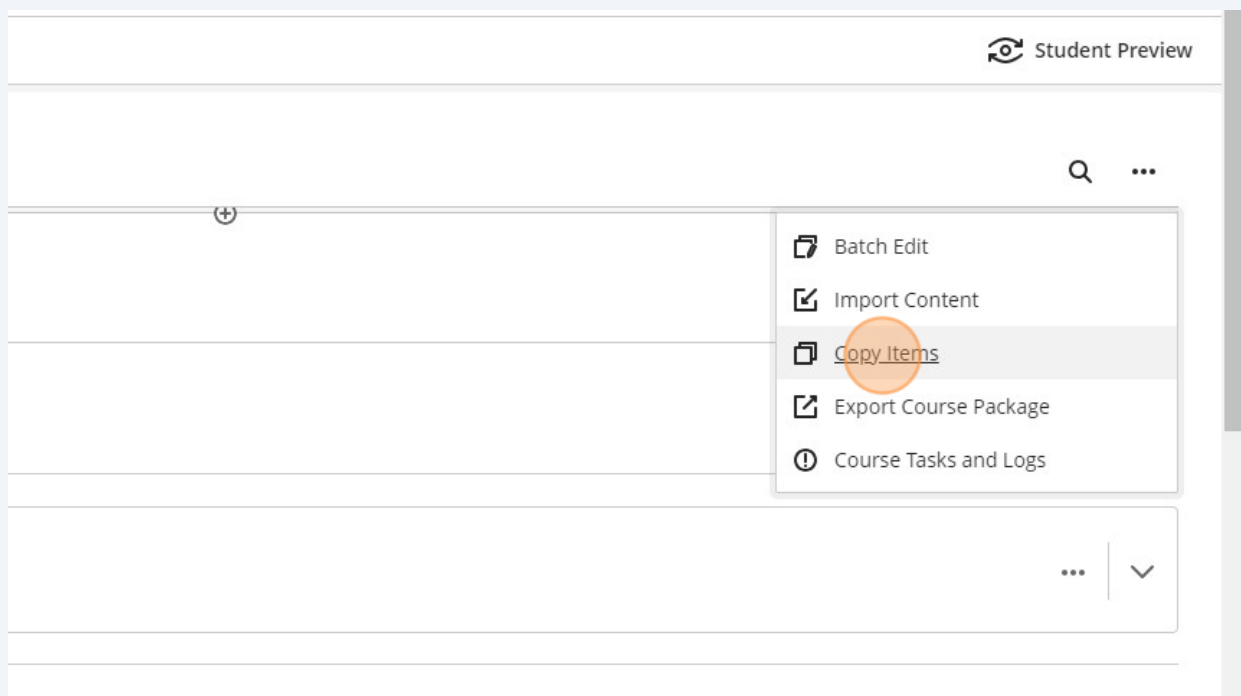 Student Preview
Batch Edit
Import Content
Copy Items
Export Course Package
Course Tasks and Logs